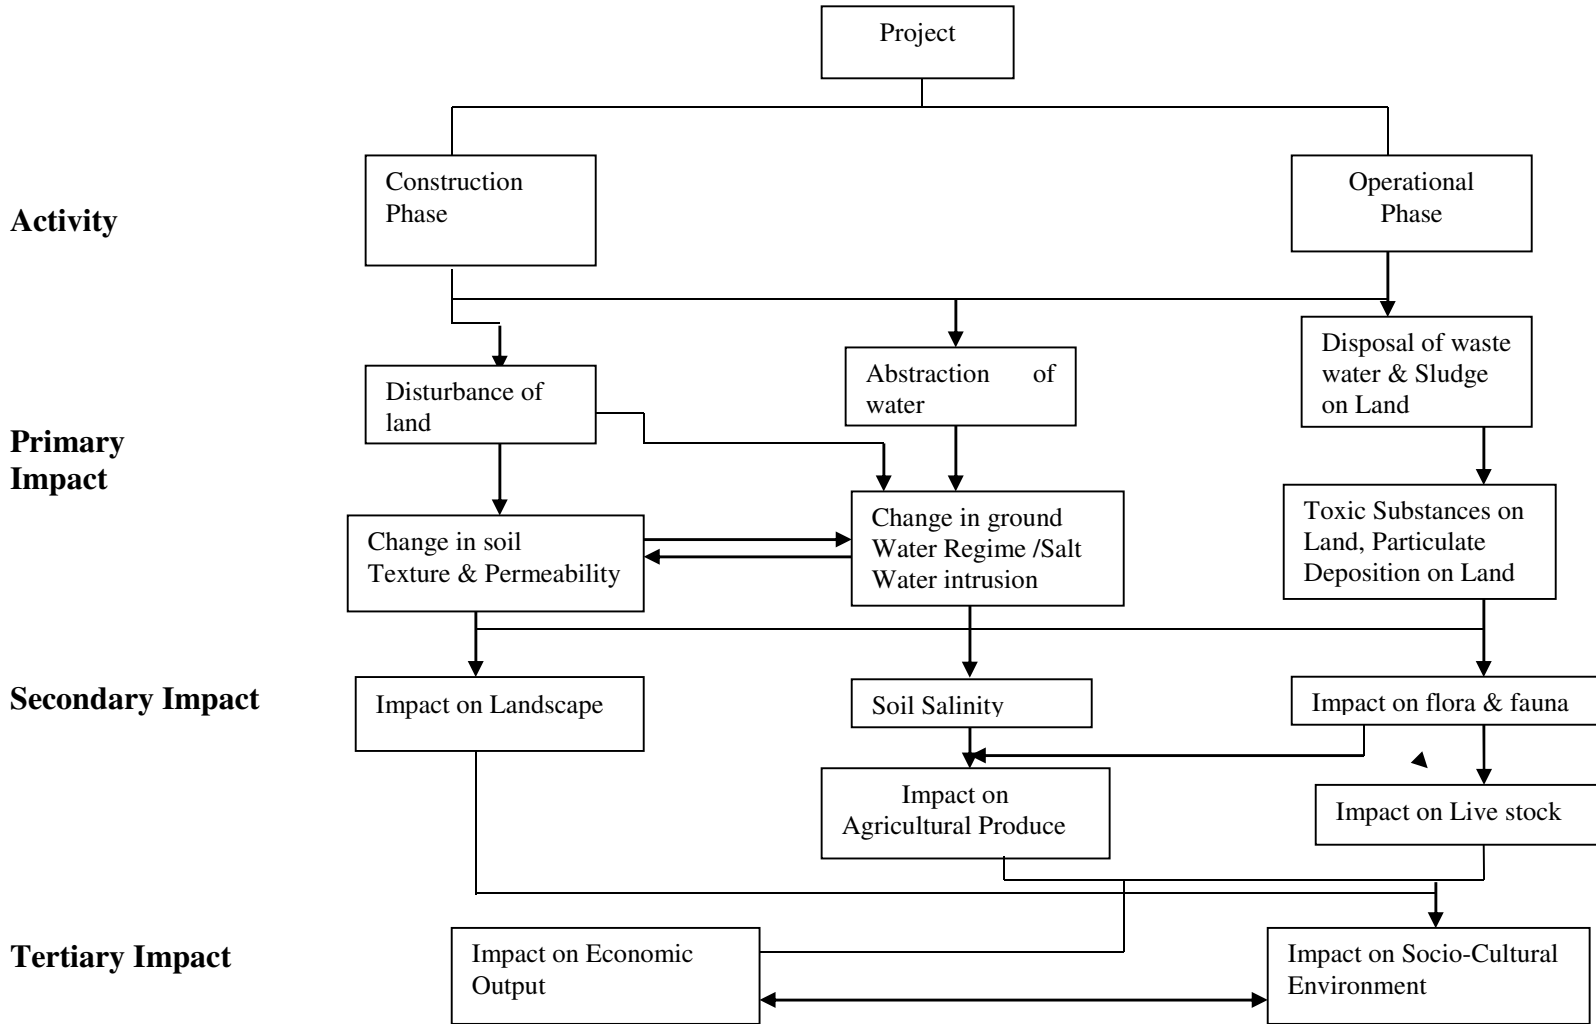 Project
Activity
Construction
Phase
Operational
Phase
Primary
Impact
Disturbance of
land
Abstraction of
water
Disposal of waste
water & Sludge
on Land
Change in soil
Texture & Permeability
Change in ground
Water Regime /Salt
Water intrusion
Toxic Substances on
Land, Particulate
Deposition on Land
Secondary Impact
Impact on Landscape
Soil Salinity
Impact on flora & fauna
Impact on
Agricultural Produce
Impact on Live stock
Tertiary Impact
Impact on Economic
Output
Impact on Socio-Cultural
Environment